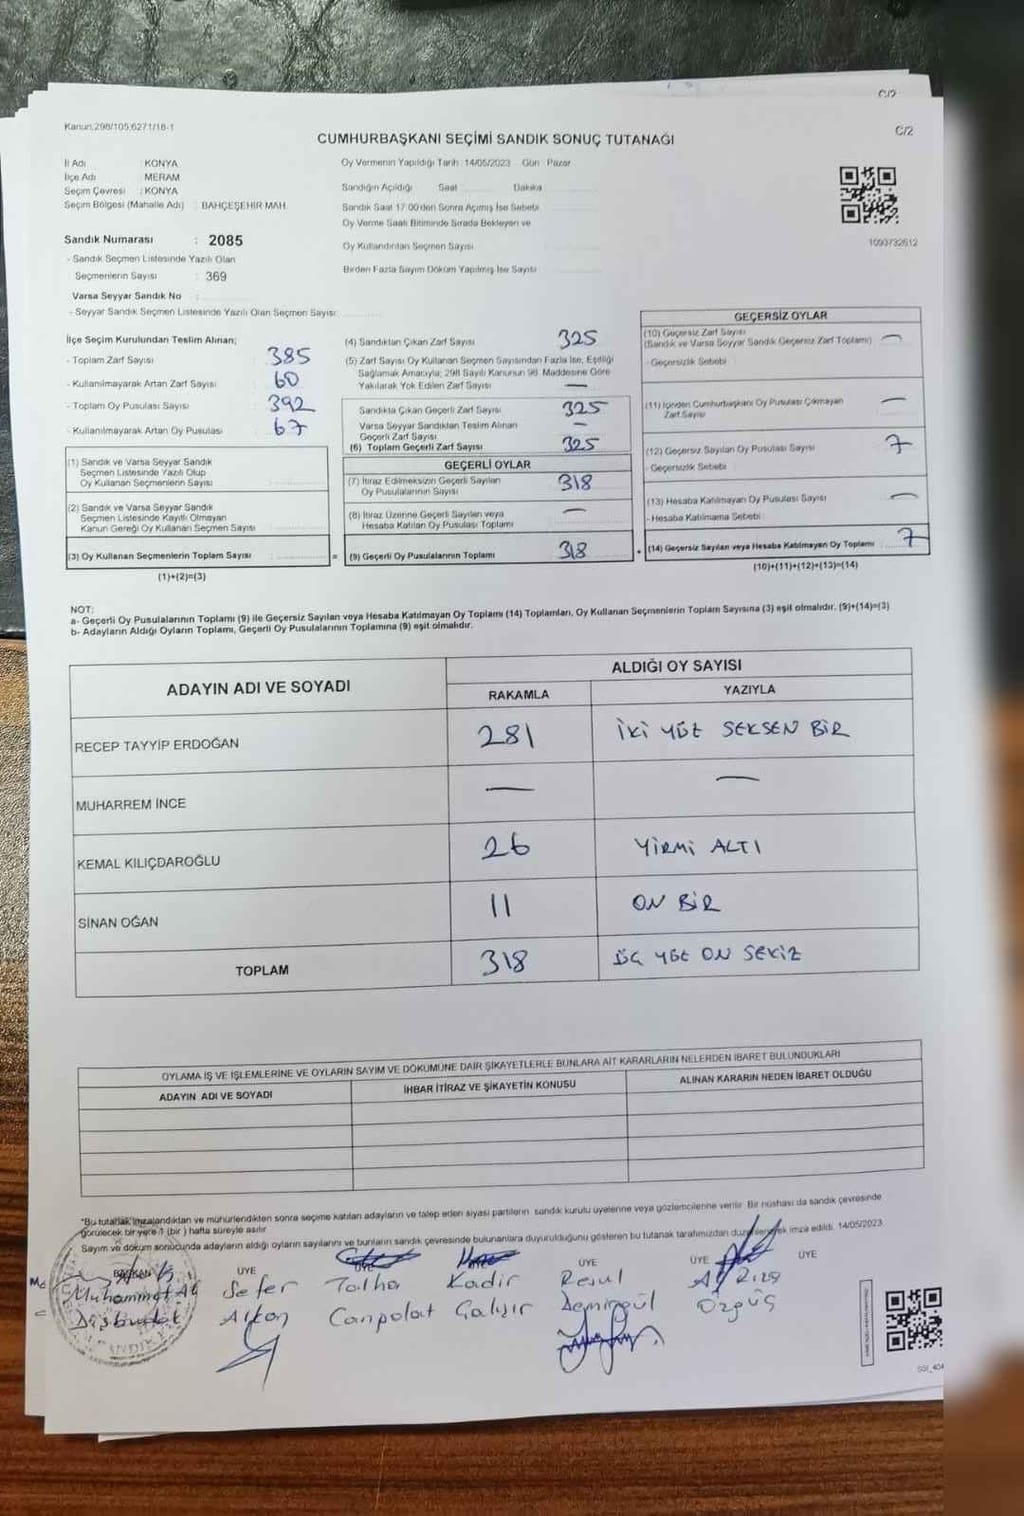 C/2
Kanun:298/105;6271/18-1
C/2
CUMHURBAŞKANI SEÇİMİ SANDIK SONUÇ TUTANAĞI
İl Adı : KONYA
İlçe Adı : MERAM
Seçim Çevresi : KONYA
Seçim Bölgesi (Mahalle Adı) : BAHÇEŞEHİR MAH.
Oy Vermenin Yapıldığı Tarih :14/05/2023 Gün : Pazar
Sandığın Açıldığı Saat Dakika
Sandık Saat 17:00'den Sonra Açımış İse Sebebi
Oy Verme Saati Bitiminde Sırada Bekleyen ve
Oy Kullandırılan Seçmen Sayısı
Birden Fazla Sayım Döküm Yapılmış İse Sayısı
1093732612
Sandık Numarası : 2085
- Sandık Seçmen Listesinde Yazılı Olan
Seçmenlerin Sayısı : 369
Varsa Seyyar Sandık No :
- Seyyar Sandık Seçmen Listesinde Yazılı Olan Seçmen Sayısı:
İlçe Seçim Kurulundan Teslim Alınan;
- Toplam Zarf Sayısı : 385
- Kullanılmayarak Artan Zarf Sayısı : 60
- Toplam Oy Pusulası Sayısı : 392
- Kullanılmayarak Artan Oy Pusulası : 67
(1) Sandık ve Varsa Seyyar Sandık
Seçmen Listesinde Yazılı Olup
Oy Kullanan Seçmenlerin Sayısı
(2) Sandık ve Varsa Seyyar Sandık
Seçmen Listesinde Kayıtlı Olmayan
Kanun Gereği Oy Kullanan Seçmen Sayısı
(3) Oy Kullanan Seçmenlerin Toplam Sayısı
(1)+(2)=(3)
=
(4) Sandıktan Çıkan Zarf Sayısı 325
(5) Zarf Sayısı Oy Kullanan Seçmen Sayısından Fazla İse, Eşitliği
Sağlamak Amacıyla; 298 Sayılı Kanunun 98. Maddesine Göre
Yakılarak Yok Edilen Zarf Sayısı —
Sandıkta Çıkan Geçerli Zarf Sayısı 325
Varsa Seyyar Sandıktan Teslim Alınan
Geçerli Zarf Sayısı —
(6) Toplam Geçerli Zarf Sayısı 325
GEÇERLİ OYLAR
(7) İtiraz Edilmeksizin Geçerli Sayılan
Oy Pusulalarının Sayısı 318
(8) İtiraz Üzerine Geçerli Sayılan veya
Hesaba Katılan Oy Pusulası Toplamı —
(9) Geçerli Oy Pusulalarının Toplamı 318
+
GEÇERSİZ OYLAR
(10) Geçersiz Zarf Sayısı
(Sandık ve Varsa Seyyar Sandık Geçersiz Zarf Toplamı) —
- Geçersizlik Sebebi
(11) İçinden Cumhurbaşkanı Oy Pusulası Çıkmayan
Zarf Sayısı —
(12) Geçersiz Sayılan Oy Pusulası Sayısı 7
- Geçersizlik Sebebi
(13) Hesaba Katılmayan Oy Pusulası Sayısı —
- Hesaba Katılmama Sebebi
(14) Geçersiz Sayılan veya Hesaba Katılmayan Oy Toplamı 7
(10)+(11)+(12)+(13)=(14)
NOT:
a- Geçerli Oy Pusulalarının Toplamı (9) ile Geçersiz Sayılan veya Hesaba Katılmayan Oy Toplamı (14) Toplamları, Oy Kullanan Seçmenlerin Toplam Sayısına (3) eşit olmalıdır. (9)+(14)=(3)
b- Adayların Aldığı Oyların Toplamı, Geçerli Oy Pusulalarının Toplamına (9) eşit olmalıdır.
ADAYIN ADI VE SOYADI
ALDIĞI OY SAYISI
RAKAMLA YAZIYLA
RECEP TAYYİP ERDOĞAN 281 İKİ YÜZ SEKSEN BİR
MUHARREM İNCE — —
KEMAL KILIÇDAROĞLU 26 YİRMİ ALTI
SİNAN OĞAN 11 ON BİR
TOPLAM 318 ÜÇ YÜZ ON SEKİZ
OYLAMA İŞ VE İŞLEMLERİNE VE OYLARIN SAYIM VE DÖKÜMÜNE DAİR ŞİKAYETLERLE BUNLARA AİT KARARLARIN NELERDEN İBARET BULUNDUKLARI
ADAYIN ADI VE SOYADI İHBAR İTİRAZ VE ŞİKAYETİN KONUSU ALINAN KARARIN NEDEN İBARET OLDUĞU
*Bu tutanak imzalandıktan ve mühürlendikten sonra seçime katılan adayların ve talep eden siyasi partilerin sandık kurulu üyelerine veya gözlemcilerine verilir. Bir nüshası da sandık çevresinde
görülecek bir yere 1 (bir) hafta süreyle asılır.
Sayım ve döküm sonucunda adayların aldığı oyların sayılarını ve bunların sandık çevresinde bulunanlara duyurulduğunu gösteren bu tutanak tarafımızdan düzenlenerek imza edildi. 14/05/2023
BAŞKAN ÜYE ÜYE ÜYE ÜYE ÜYE
Muhammet Ali Sefer Talha Kadir Resul Ali Rıza
Altan Canpolat Çalışır Demirgül Özgüş